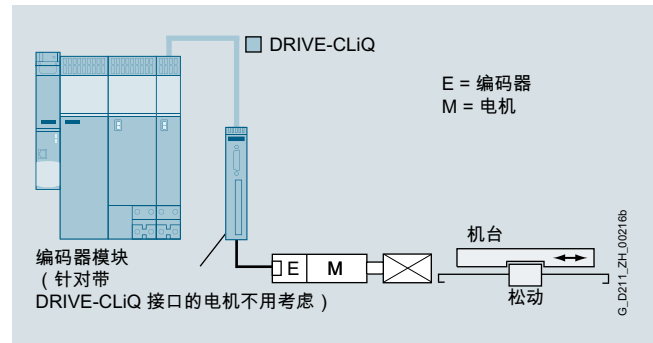 DRIVE-CLiQ
E = 编码器
M = 电机
编码器模块
（针对带
DRIVE-CLiQ 接口的电机不用考虑）
E
M
机台
松动
G_D211_ZH_00216b